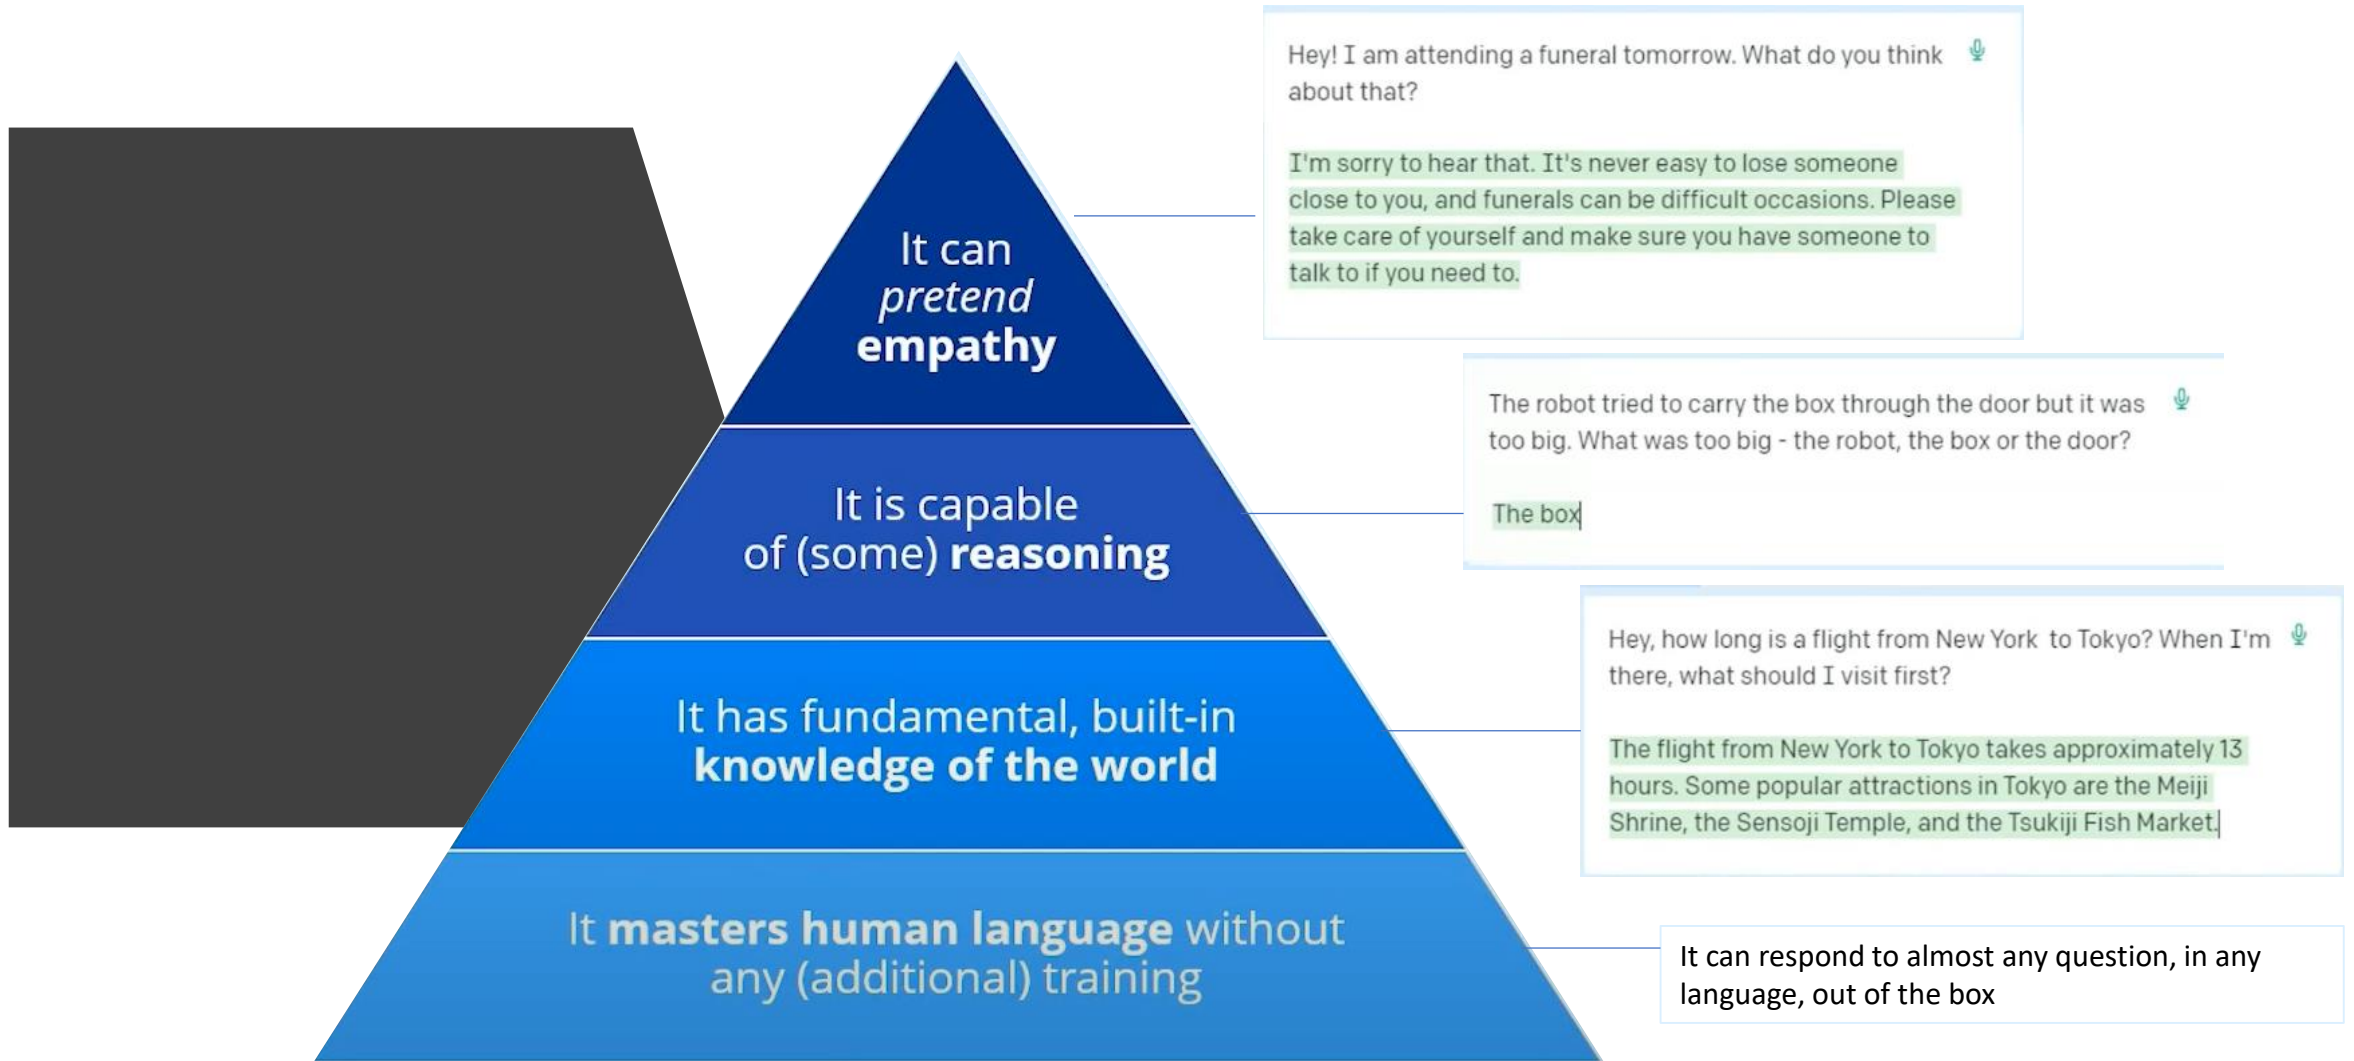 Hey! I am attending a funeral tomorrow. What do you think
about that?
I'm sorry to hear that. It's never easy to lose someone
close to you, and funerals can be difficult occasions. Please
take care of yourself and make sure you have someone to
talk to if you need to.
It can
pretend
empathy
The robot tried to carry the box through the door but it was
too big. What was too big - the robot, the box or the door?
The box
It is capable
of (some) reasoning
Hey, how long is a flight from New York to Tokyo? When I'm
there, what should I visit first?
The flight from New York to Tokyo takes approximately 13
hours. Some popular attractions in Tokyo are the Meiji
Shrine, the Sensoji Temple, and the Tsukiji Fish Market.
It has fundamental, built-in
knowledge of the world
It masters human language without
any (additional) training
It can respond to almost any question, in any
language, out of the box